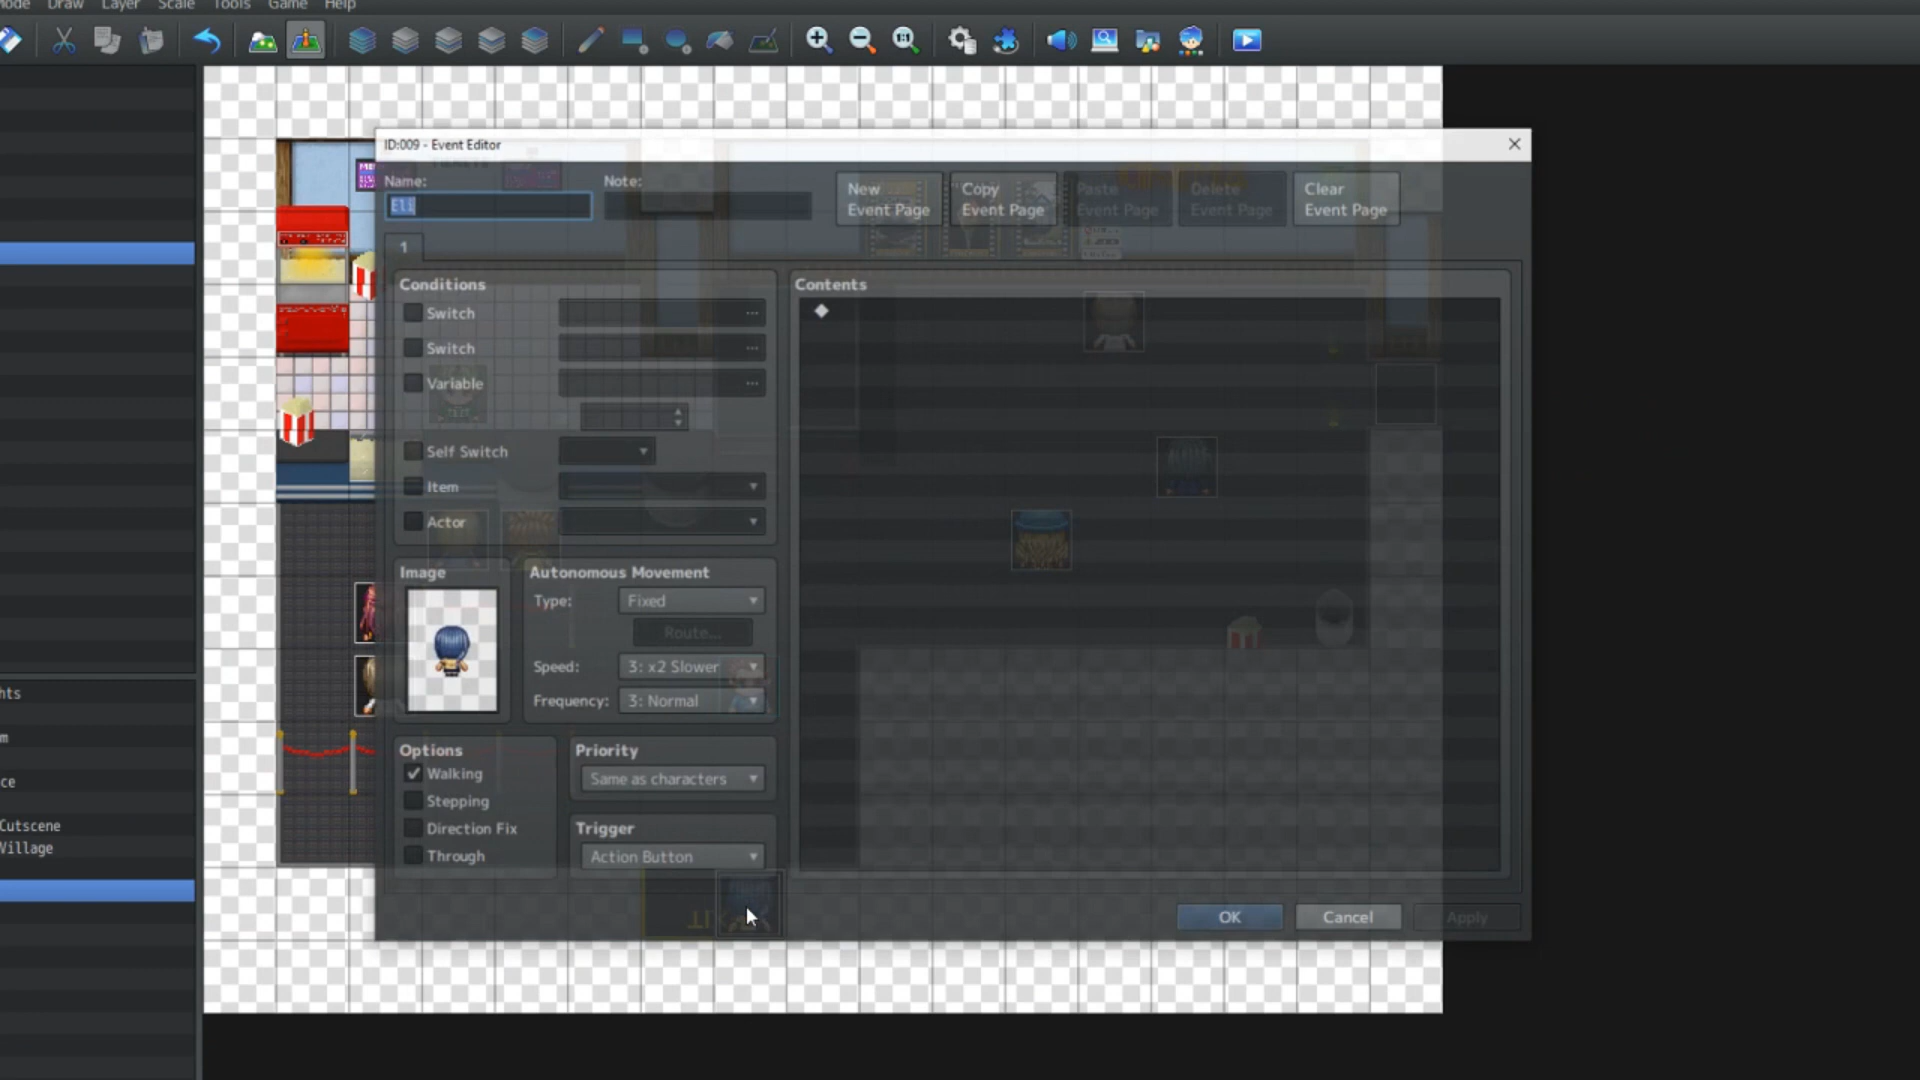 Mode Draw Layer Scale Tools Game Help
ID:009 - Event Editor
Name:
Note:
Eli
New
Event Page
Copy
Event Page
Paste
Event Page
Delete
Event Page
Clear
Event Page
1
Conditions
Switch
...
Switch
...
Variable
...
Self Switch
Item
Actor
Contents
Image
Autonomous Movement
Type:
Fixed
Route...
Speed:
3: x2 Slower
Frequency:
3: Normal
Options
Walking
Stepping
Direction Fix
Through
Priority
Same as characters
Trigger
Action Button
OK
Cancel
Apply
hts
m
ce
Cutscene
Village